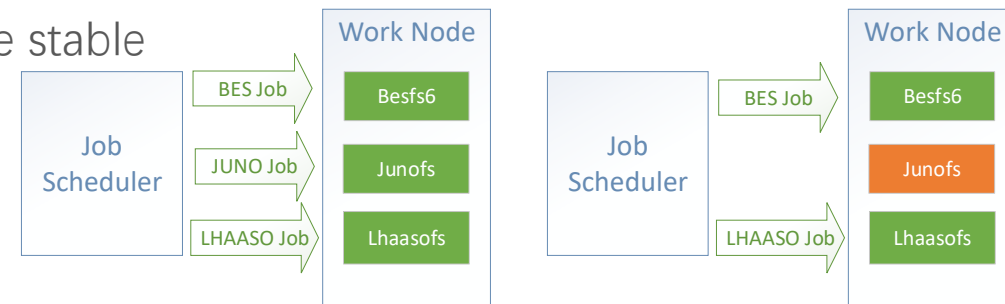 e stable
Work Node
BES Job
Besfs6
Job
Scheduler
JUNO Job
Junofs
LHAASO Job
Lhaasofs
Work Node
BES Job
Besfs6
Job
Scheduler
Junofs
LHAASO Job
Lhaasofs